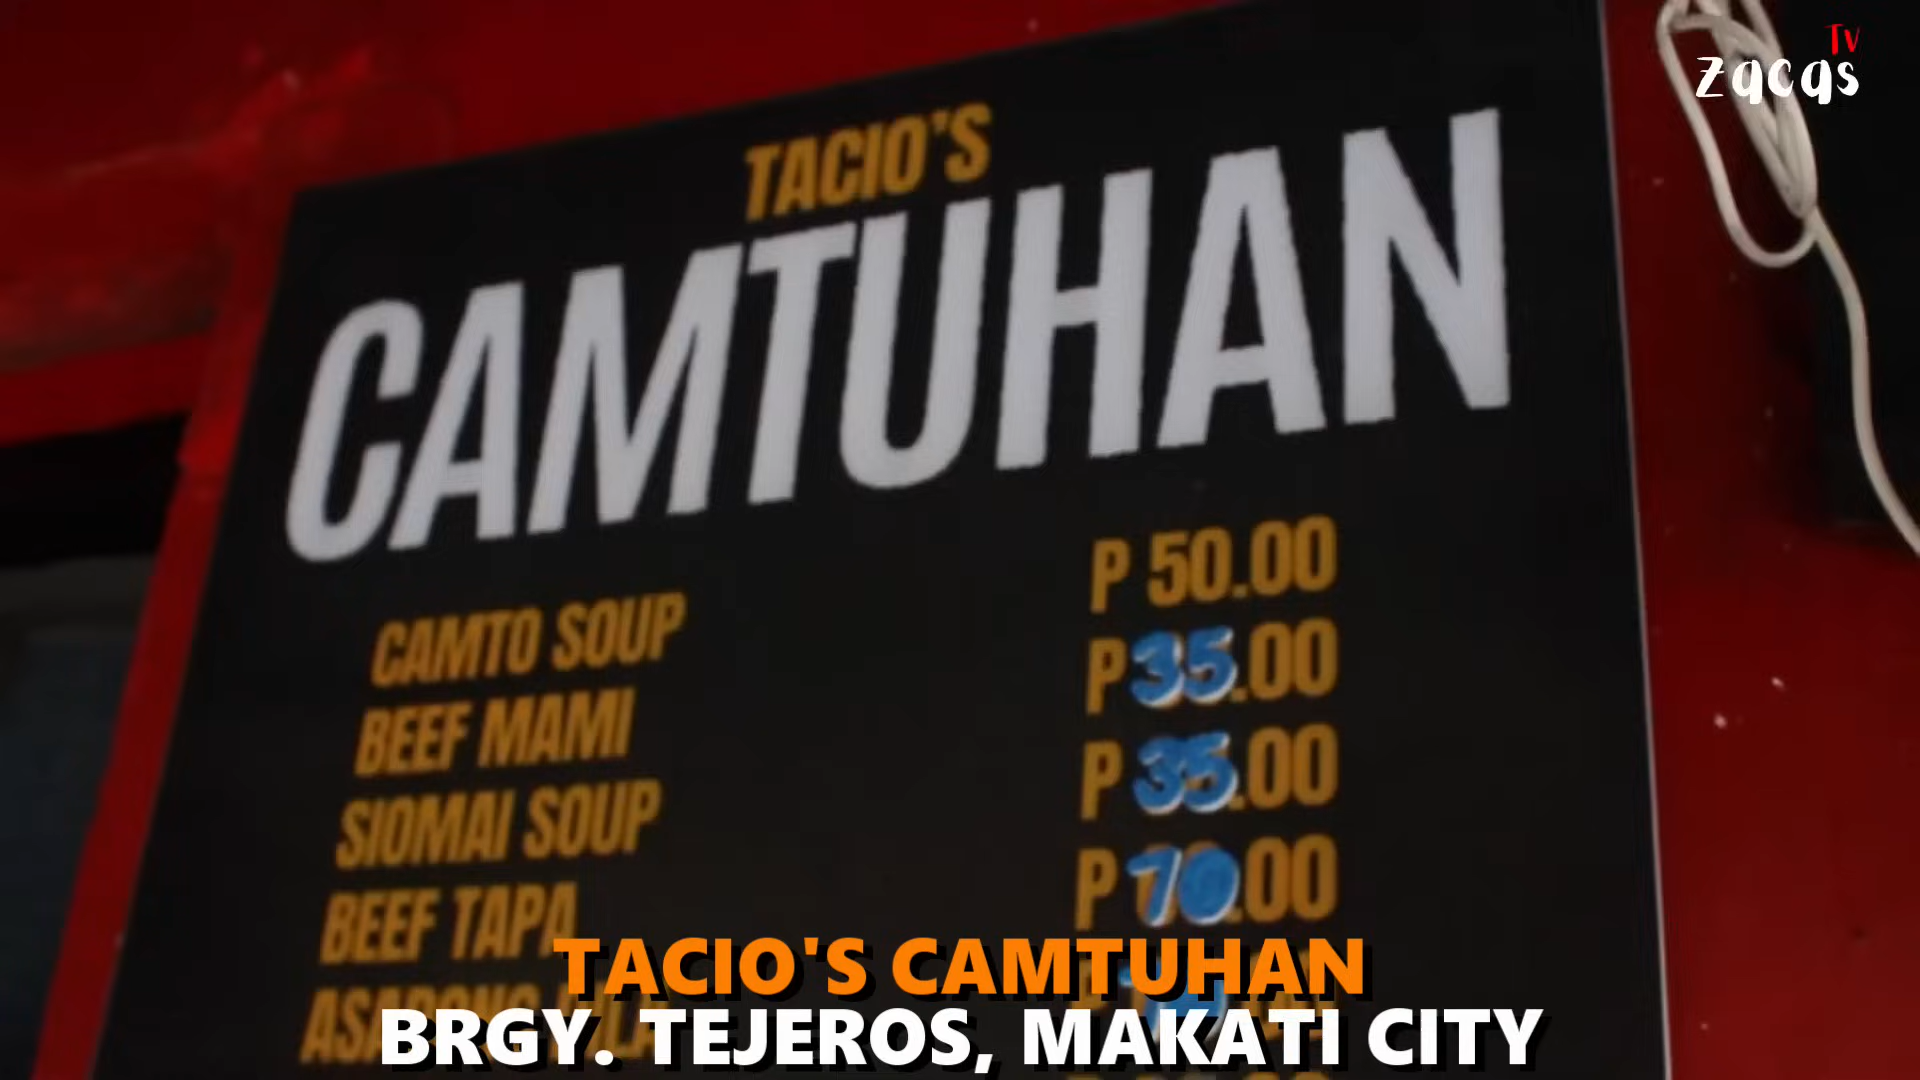 Tv
zacas
TACIO'S
CAMTUHAN
CAMTO SOUP P 50.00
BEEF MAMI P 35.00
SIOMAI SOUP P 35.00
BEEF TAPA P 70.00
TACIO'S CAMTUHAN
BRGY. TEJEROS, MAKATI CITY